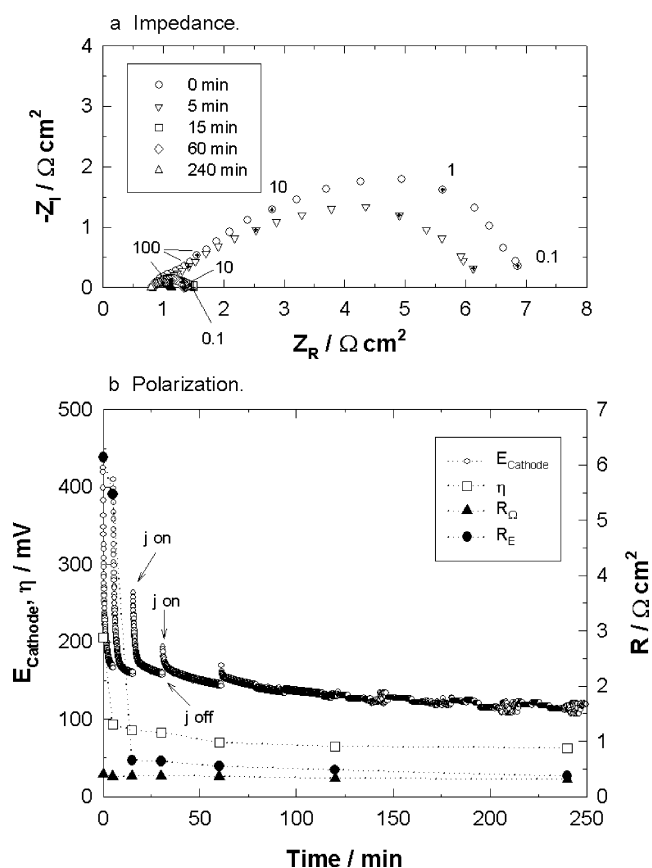 a Impedance.
4
3
2
1
0
-Z_I / Ω cm²
0 min
5 min
15 min
60 min
240 min
10
1
100
10
0.1
0.1
0 1 2 3 4 5 6 7 8
Z_R / Ω cm²
b Polarization.
500
400
300
200
100
0
E_Cathode, η / mV
E_Cathode
η
R_Ω
R_E
j on
j on
j off
7
6
5
4
3
2
1
0
R / Ω cm²
0 50 100 150 200 250
Time / min